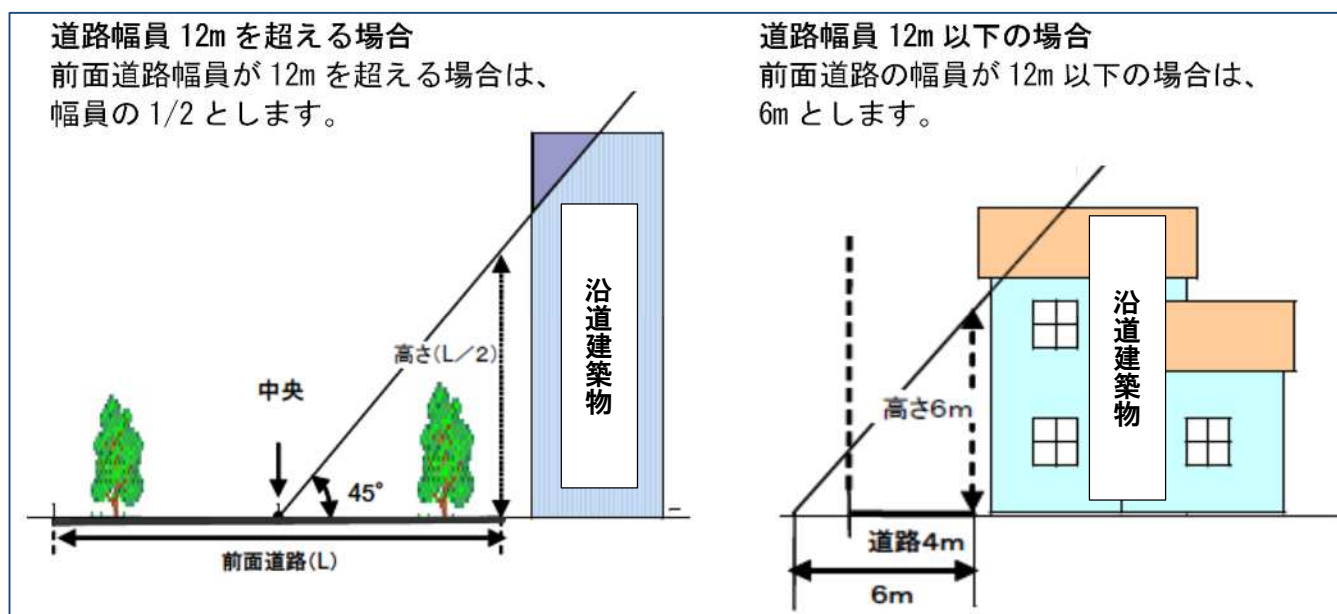 道路幅員 12m を超える場合
前面道路幅員が 12m を超える場合は、
幅員の 1/2 とします。
沿道建築物
高さ(L/2)
中央
45°
前面道路(L)
道路幅員 12m 以下の場合
前面道路の幅員が 12m 以下の場合は、
6m とします。
沿道建築物
高さ6m
道路4m
6m